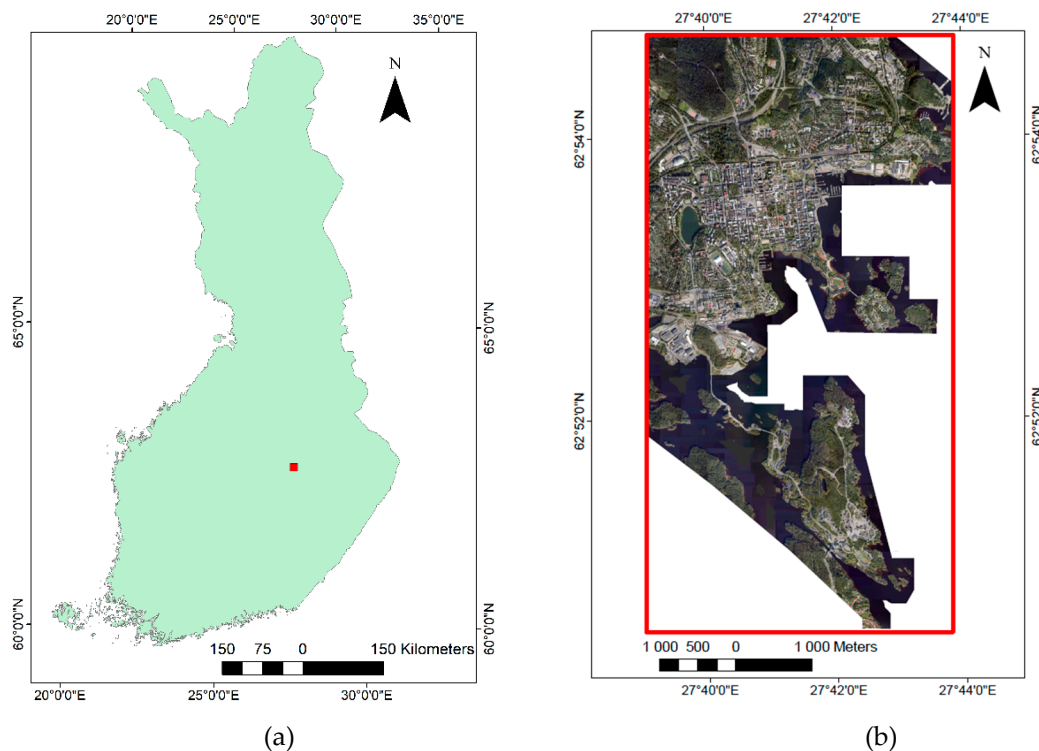 20°0'0"E 25°0'0"E 30°0'0"E 35°0'0"E
N
65°0'0"N
65°0'0"N
60°0'0"N
60°0'0"N
150 75 0 150 Kilometers
20°0'0"E 25°0'0"E 30°0'0"E
(a)
27°40'0"E 27°42'0"E 27°44'0"E
N
62°54'0"N
62°54'0"N
62°52'0"N
62°52'0"N
1 000 500 0 1 000 Meters
27°40'0"E 27°42'0"E 27°44'0"E
(b)